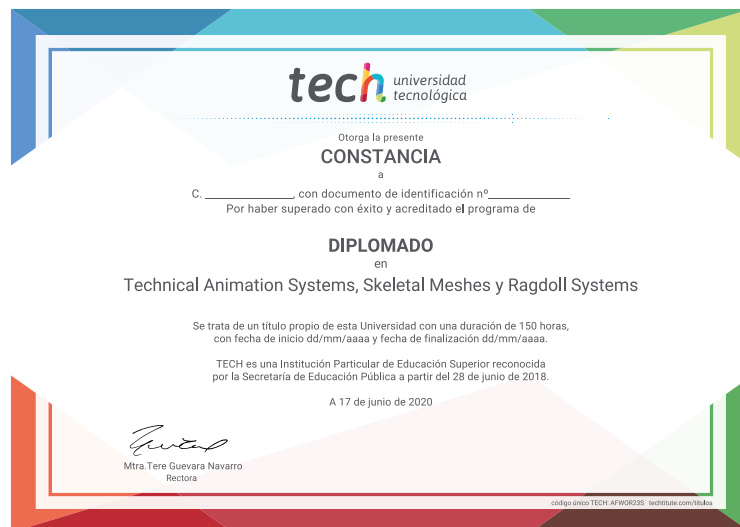 tech universidad
tecnológica
Otorga la presente
CONSTANCIA
a
C. ______________, con documento de identificación nº______________
Por haber superado con éxito y acreditado el programa de
DIPLOMADO
en
Technical Animation Systems, Skeletal Meshes y Ragdoll Systems
Se trata de un título propio de esta Universidad con una duración de 150 horas,
con fecha de inicio dd/mm/aaaa y fecha de finalización dd/mm/aaaa.
TECH es una Institución Particular de Educación Superior reconocida
por la Secretaría de Educación Pública a partir del 28 de junio de 2018.
A 17 de junio de 2020
Mtra.Tere Guevara Navarro
Rectora
código único TECH: AFWOR23S techtitute.com/titulos